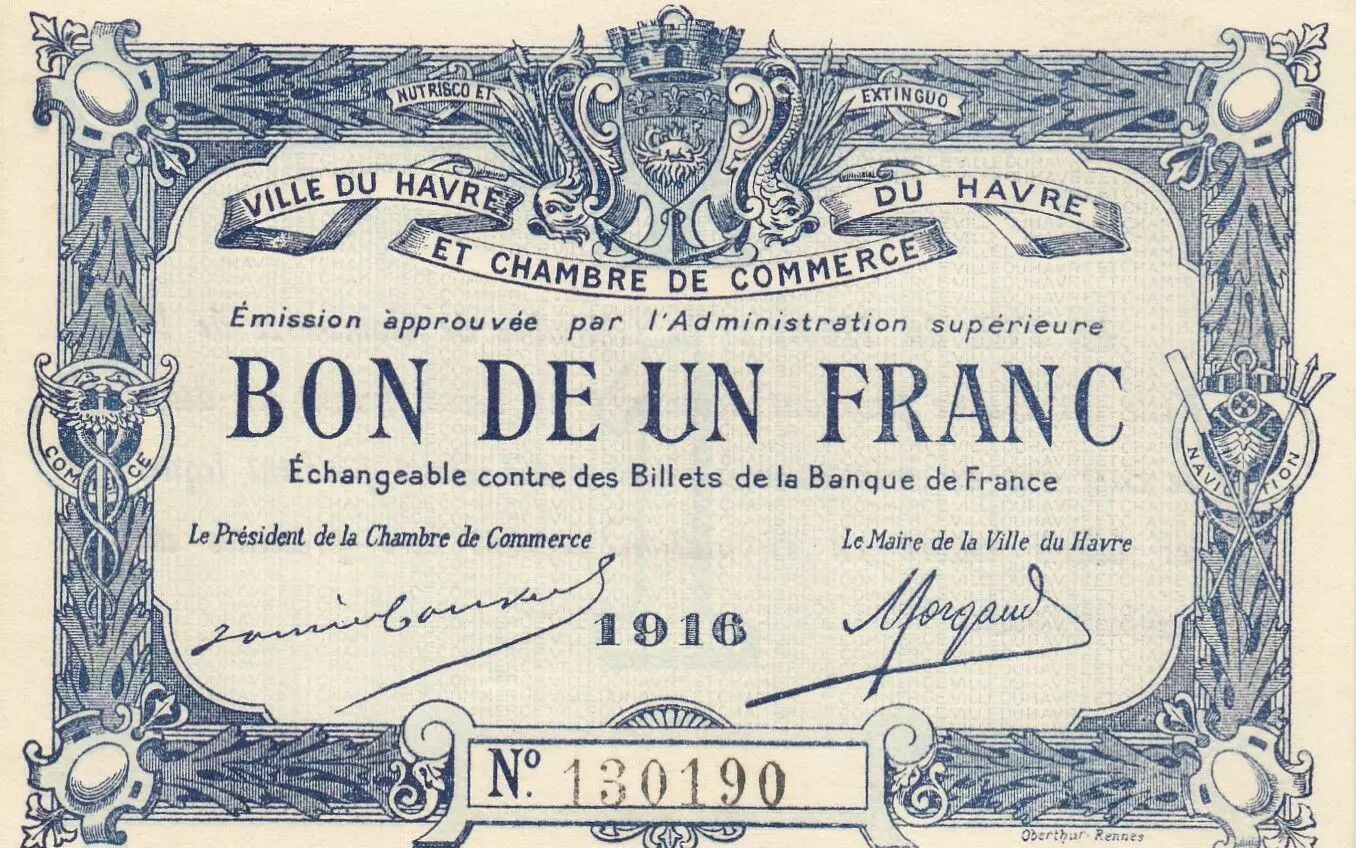 NUTRISCO ET EXTINGUO
VILLE DU HAVRE
ET CHAMBRE DE COMMERCE
DU HAVRE
Émission approuvée par l'Administration supérieure
BON DE UN FRANC
Échangeable contre des Billets de la Banque de France
COMMERCE
NAVIGATION
Le Président de la Chambre de Commerce
Le Maire de la Ville du Havre
Morgand
1916
Nº. 130190
Oberthur - Rennes